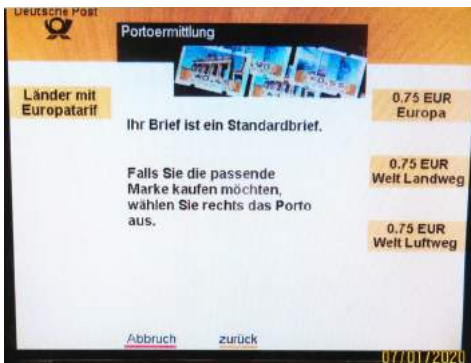 Deutsche Post
Portoermittlung
Länder mit
Europatarif
Ihr Brief ist ein Standardbrief.
Falls Sie die passende
Marke kaufen möchten,
wählen Sie rechts das Porto
aus.
0.75 EUR
Europa
0.75 EUR
Welt Landweg
0.75 EUR
Welt Luftweg
Abbruch zurück
07/01/2020